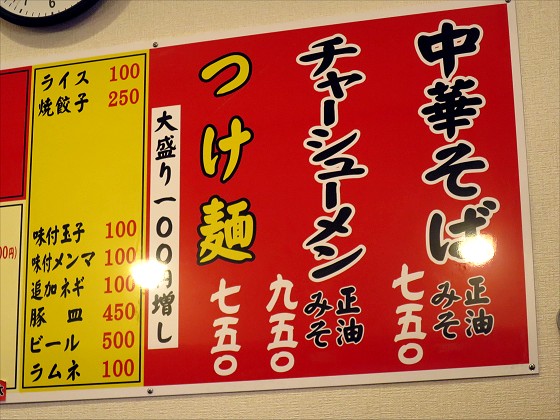 中華そば
正油
みそ
七五〇
チャーシューメン
正油
みそ
九五〇
つけ麺
七五〇
大盛り一〇〇円増し
ライス 100
焼餃子 250
味付玉子 100
味付メンマ 100
追加ネギ 100
豚皿 450
ビール 500
ラムネ 100
00円)